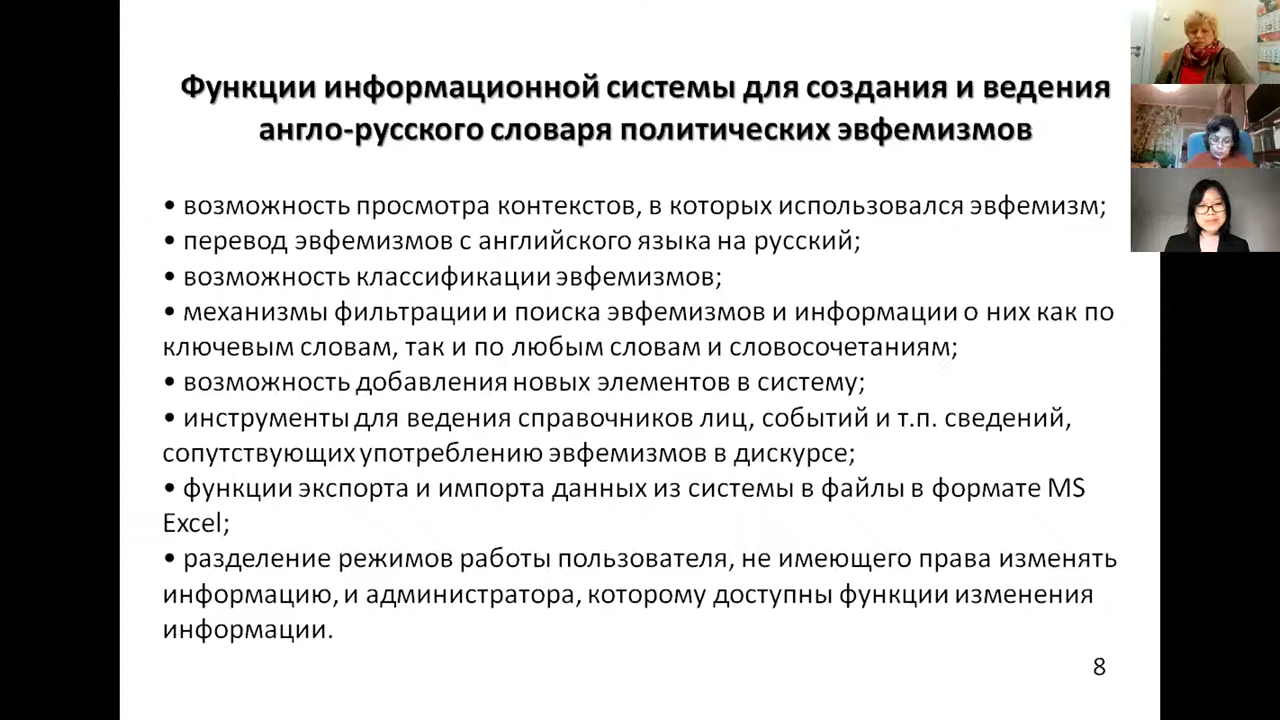 Функции информационной системы для создания и ведения
англо-русского словаря политических эвфемизмов
• возможность просмотра контекстов, в которых использовался эвфемизм;
• перевод эвфемизмов с английского языка на русский;
• возможность классификации эвфемизмов;
• механизмы фильтрации и поиска эвфемизмов и информации о них как по
ключевым словам, так и по любым словам и словосочетаниям;
• возможность добавления новых элементов в систему;
• инструменты для ведения справочников лиц, событий и т.п. сведений,
сопутствующих употреблению эвфемизмов в дискурсе;
• функции экспорта и импорта данных из системы в файлы в формате MS
Excel;
• разделение режимов работы пользователя, не имеющего права изменять
информацию, и администратора, которому доступны функции изменения
информации.
8